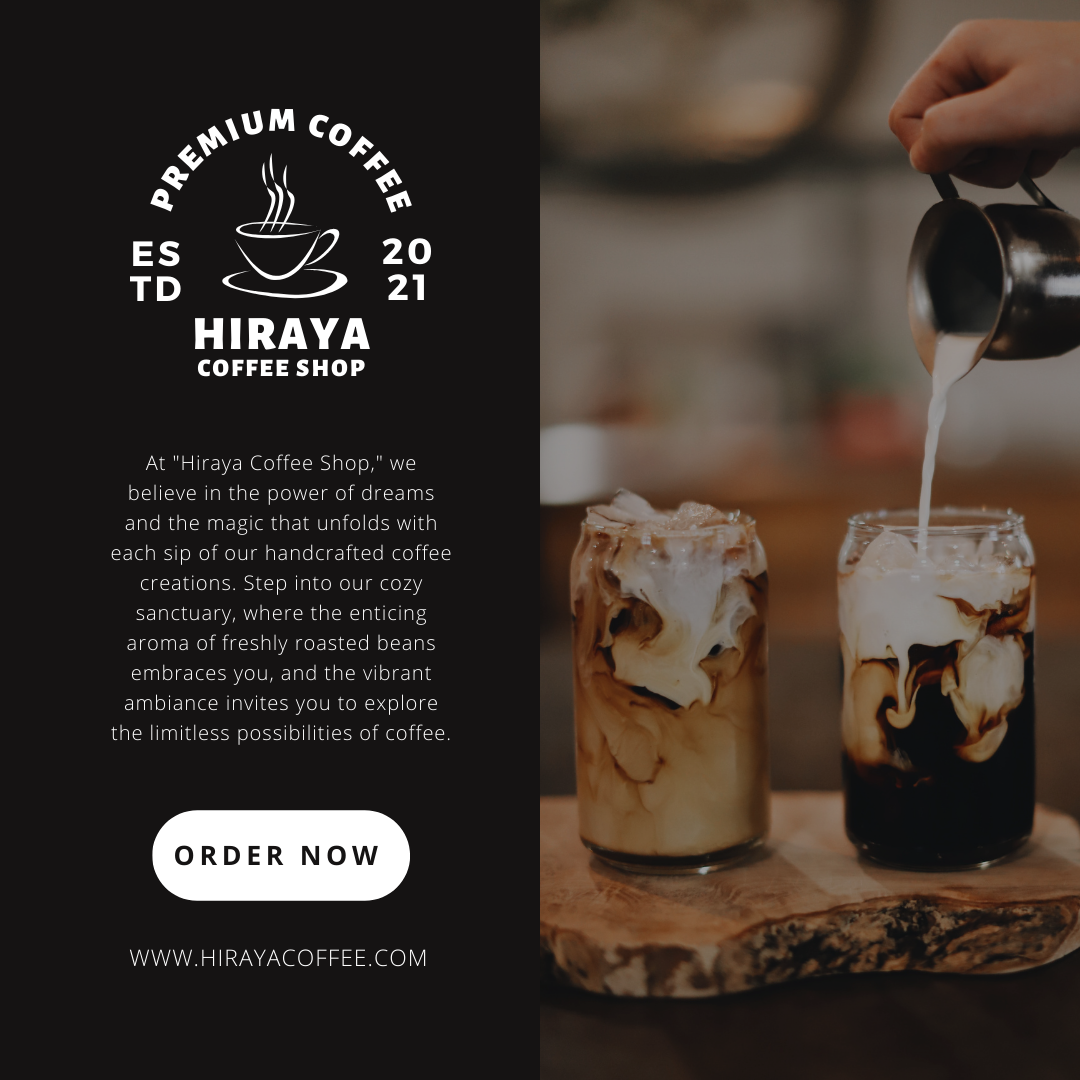 PREMIUM COFFEE
ES
TD
20
21
HIRAYA
COFFEE SHOP
At "Hiraya Coffee Shop," we
believe in the power of dreams
and the magic that unfolds with
each sip of our handcrafted coffee
creations. Step into our cozy
sanctuary, where the enticing
aroma of freshly roasted beans
embraces you, and the vibrant
ambiance invites you to explore
the limitless possibilities of coffee.
ORDER NOW
WWW.HIRAYACOFFEE.COM